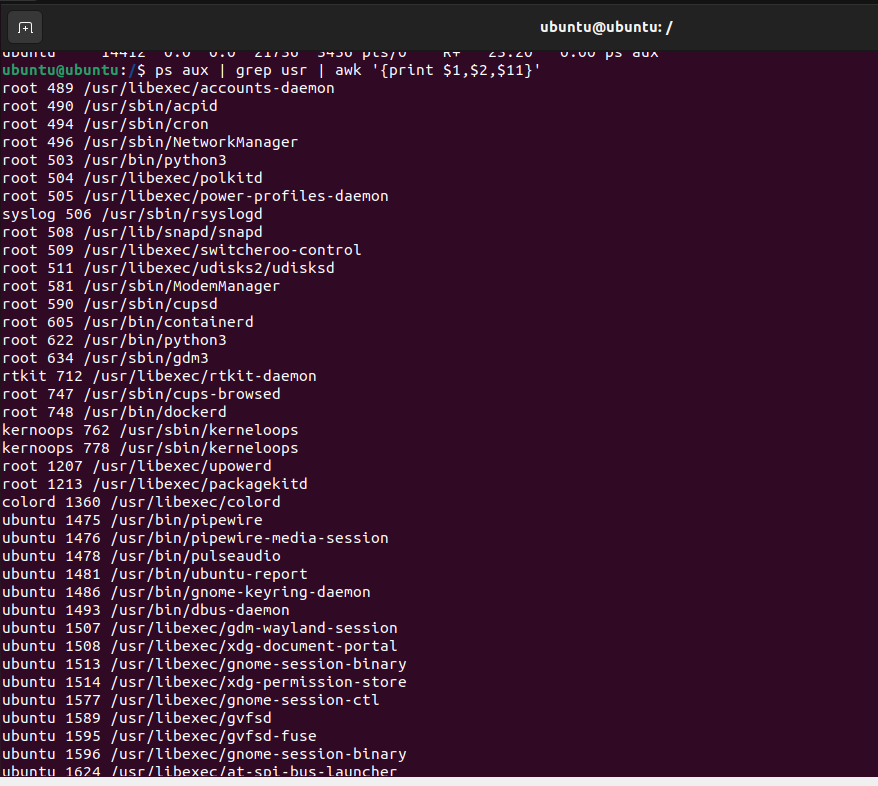 ubuntu@ubuntu: /
ubuntu 14412 0.0 0.0 21736 3456 pts/0 R+ 23:20 0:00 ps aux
ubuntu@ubuntu:/$ ps aux | grep usr | awk '{print $1,$2,$11}'
root 489 /usr/libexec/accounts-daemon
root 490 /usr/sbin/acpid
root 494 /usr/sbin/cron
root 496 /usr/sbin/NetworkManager
root 503 /usr/bin/python3
root 504 /usr/libexec/polkitd
root 505 /usr/libexec/power-profiles-daemon
syslog 506 /usr/sbin/rsyslogd
root 508 /usr/lib/snapd/snapd
root 509 /usr/libexec/switcheroo-control
root 511 /usr/libexec/udisks2/udisksd
root 581 /usr/sbin/ModemManager
root 590 /usr/sbin/cupsd
root 605 /usr/bin/containerd
root 622 /usr/bin/python3
root 634 /usr/sbin/gdm3
rtkit 712 /usr/libexec/rtkit-daemon
root 747 /usr/sbin/cups-browsed
root 748 /usr/bin/dockerd
kernoops 762 /usr/sbin/kerneloops
kernoops 778 /usr/sbin/kerneloops
root 1207 /usr/libexec/upowerd
root 1213 /usr/libexec/packagekitd
colord 1360 /usr/libexec/colord
ubuntu 1475 /usr/bin/pipewire
ubuntu 1476 /usr/bin/pipewire-media-session
ubuntu 1478 /usr/bin/pulseaudio
ubuntu 1481 /usr/bin/ubuntu-report
ubuntu 1486 /usr/bin/gnome-keyring-daemon
ubuntu 1493 /usr/bin/dbus-daemon
ubuntu 1507 /usr/libexec/gdm-wayland-session
ubuntu 1508 /usr/libexec/xdg-document-portal
ubuntu 1513 /usr/libexec/gnome-session-binary
ubuntu 1514 /usr/libexec/xdg-permission-store
ubuntu 1577 /usr/libexec/gnome-session-ctl
ubuntu 1589 /usr/libexec/gvfsd
ubuntu 1595 /usr/libexec/gvfsd-fuse
ubuntu 1596 /usr/libexec/gnome-session-binary
ubuntu 1624 /usr/libexec/at-spi-bus-launcher